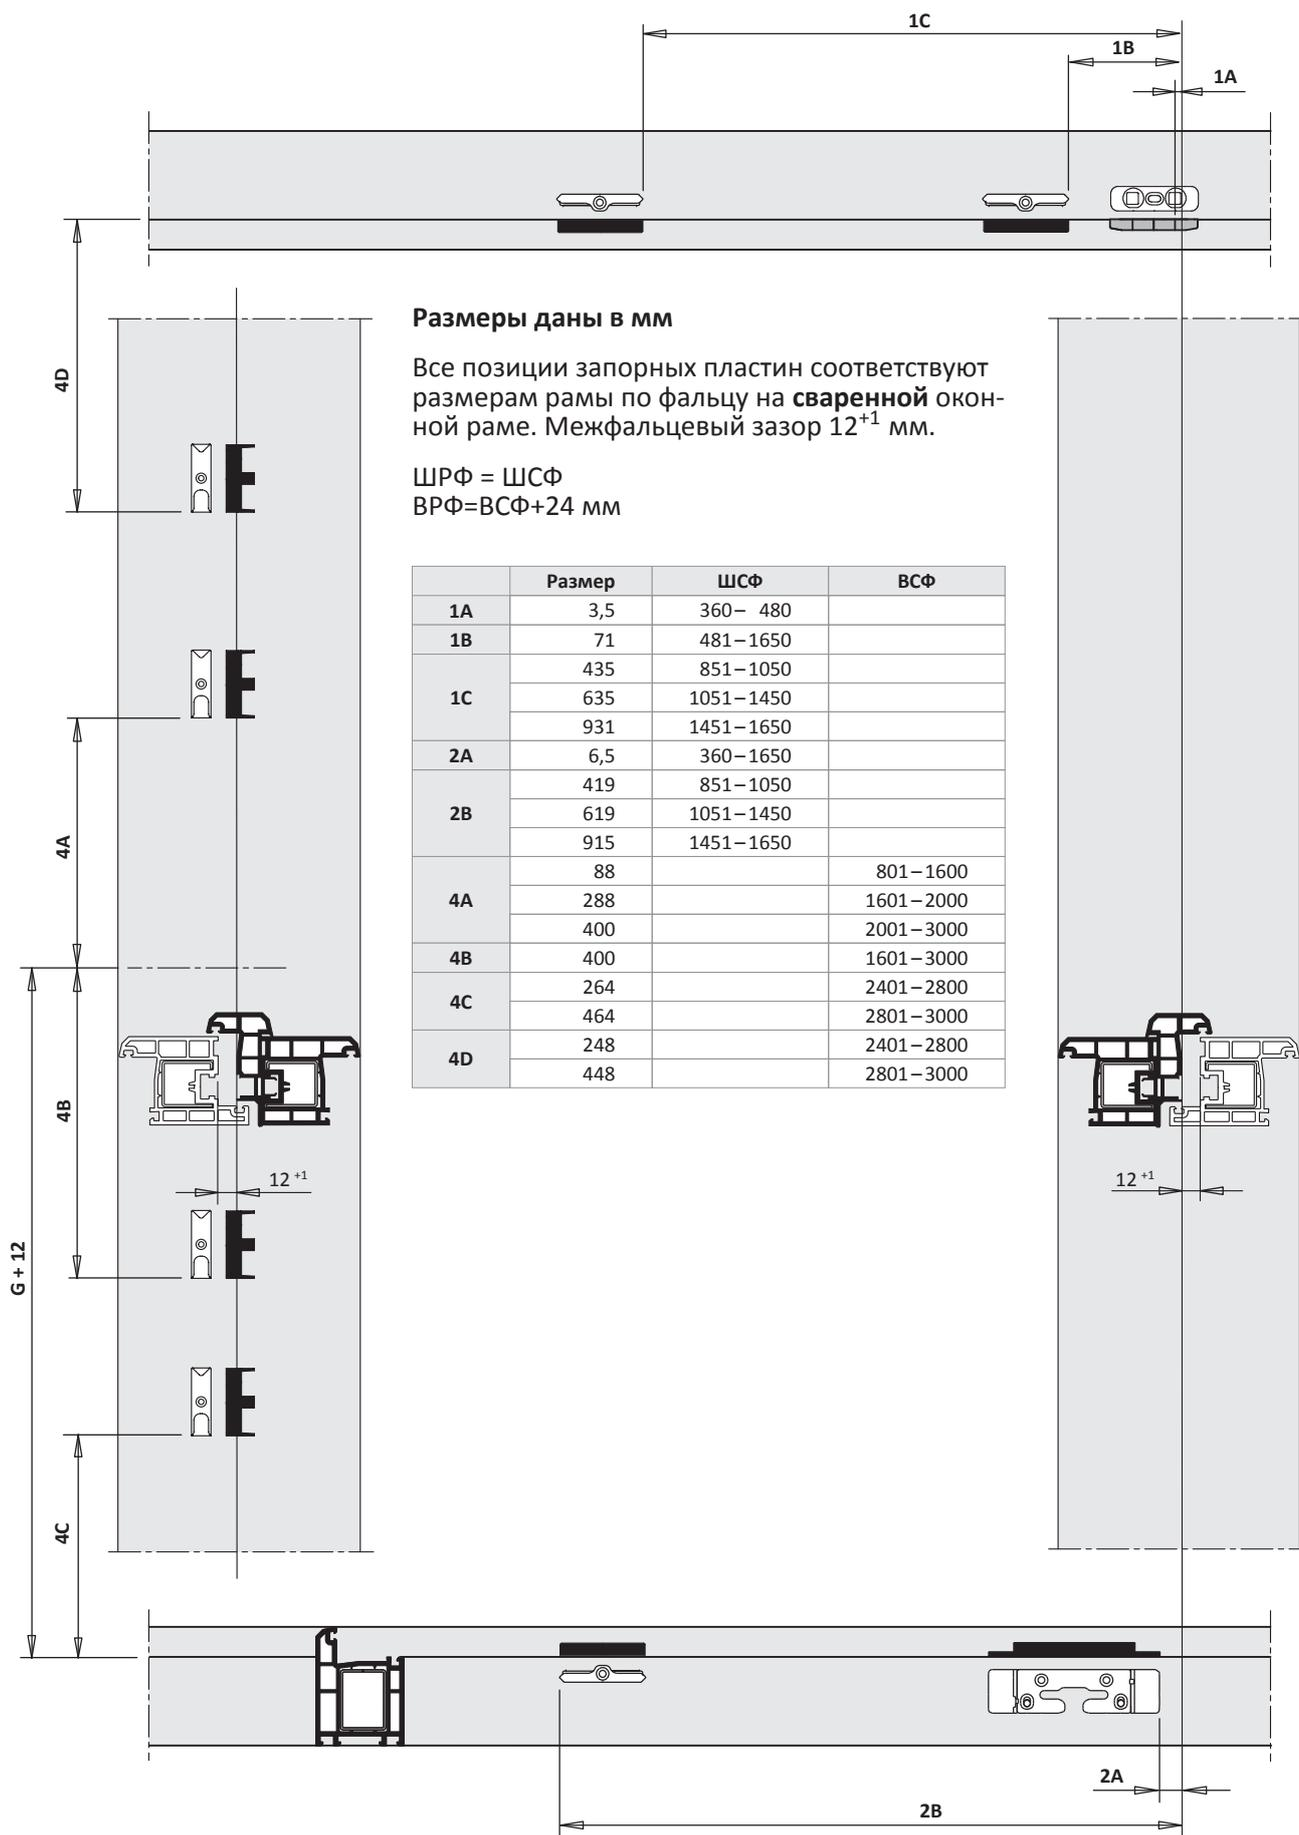 1C
1B
1A
4D
Размеры даны в мм
Все позиции запорных пластин соответствуют
размерам рамы по фальцу на сваренной окон-
ной раме. Межфальцевый зазор 12+1 мм.
ШРФ = ШСФ
ВРФ=ВСФ+24 мм
Размер ШСФ ВСФ
1A 3,5 360– 480
1B 71 481–1650
1C 435 851–1050
635 1051–1450
931 1451–1650
2A 6,5 360–1650
2B 419 851–1050
619 1051–1450
915 1451–1650
4A 88 801–1600
288 1601–2000
400 2001–3000
4B 400 1601–3000
4C 264 2401–2800
464 2801–3000
4D 248 2401–2800
448 2801–3000
4A
4B
12 +1
12 +1
G + 12
4C
2A
2B